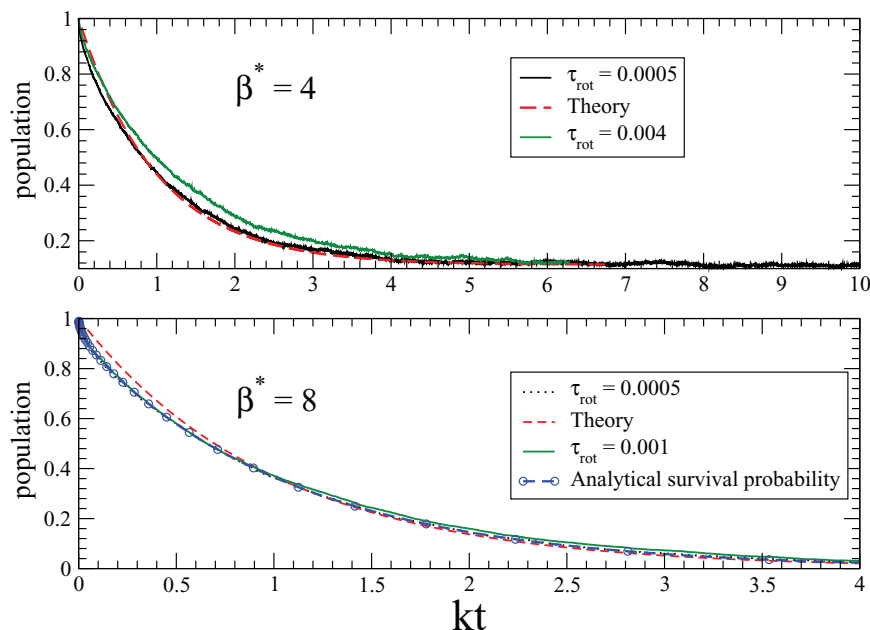 1
0.8
0.6
0.4
0.2
population
β* = 4
τrot = 0.0005
Theory
τrot = 0.004
0 1 2 3 4 5 6 7 8 9 10
1
0.8
0.6
0.4
0.2
0
population
β* = 8
τrot = 0.0005
Theory
τrot = 0.001
Analytical survival probability
0 0.5 1 1.5 2 2.5 3 3.5 4
kt